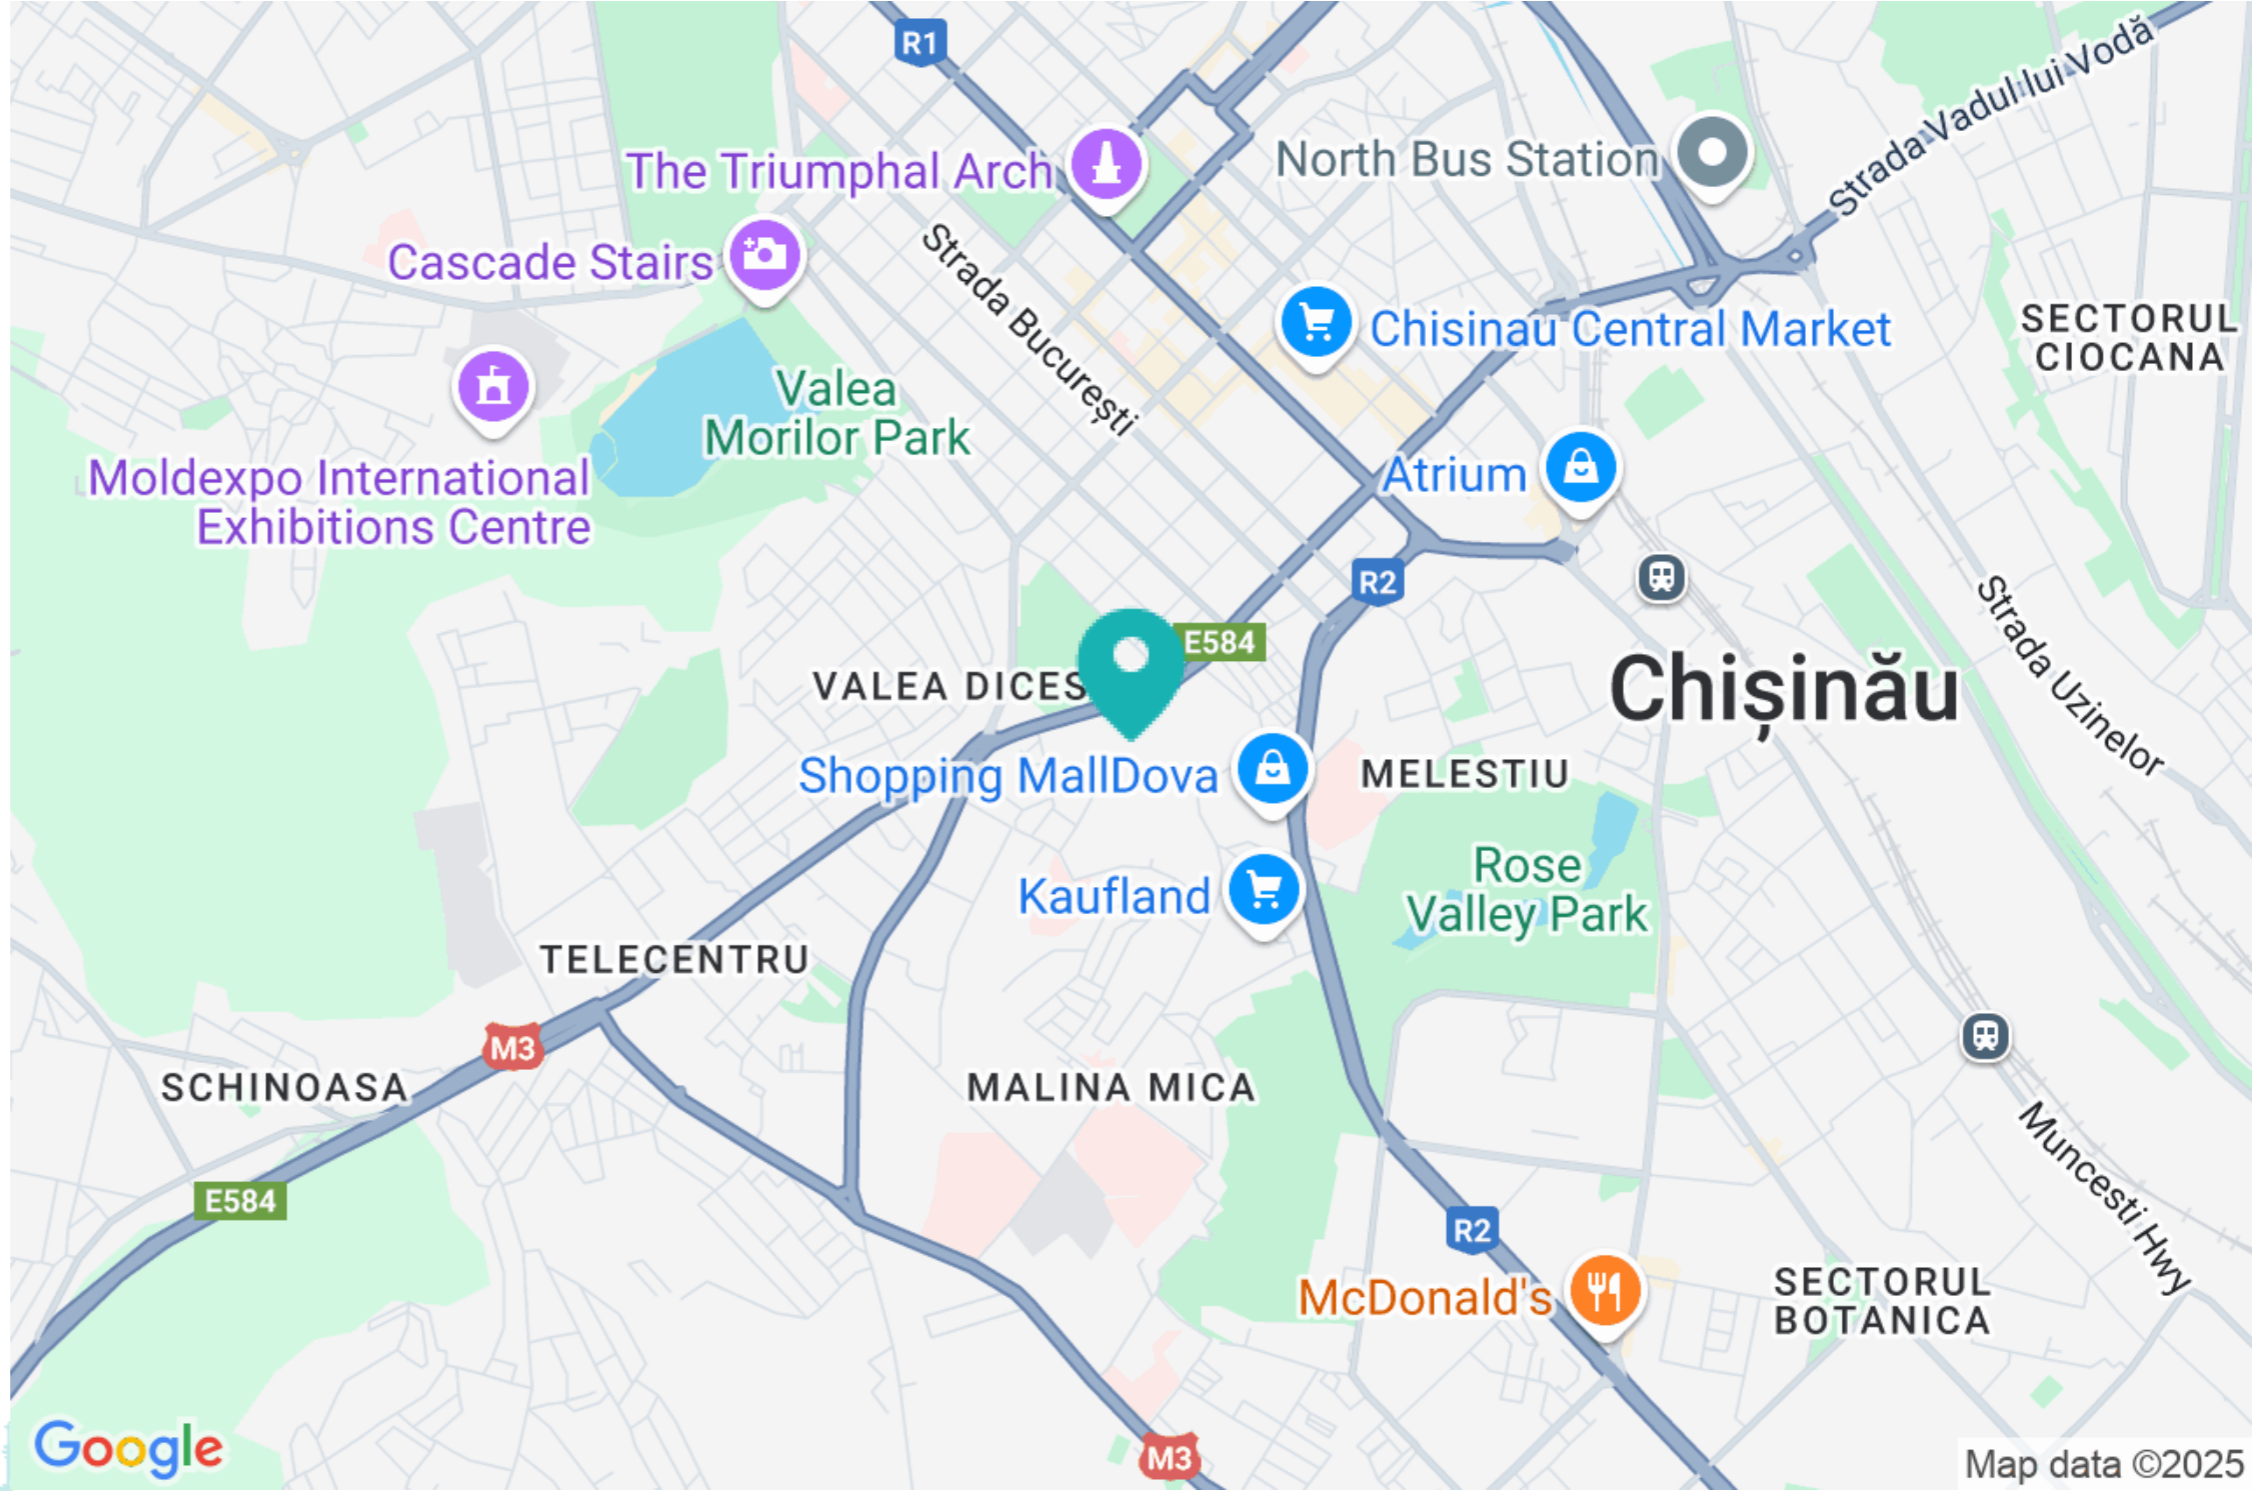 R1
Strada Vadul lui Vodă
The Triumphal Arch
North Bus Station
Cascade Stairs
Strada București
Chisinau Central Market
SECTORUL
CIOCANA
Valea
Morilor Park
Moldexpo International
Exhibitions Centre
Atrium
R2
E584
Strada Uzinelor
VALEA DICES
Chișinău
Shopping MallDova
MELESTIU
Kaufland
Rose
Valley Park
TELECENTRU
M3
SCHINOASA
MALINA MICA
Muncesti Hwy
E584
R2
McDonald's
SECTORUL
BOTANICA
Google
M3
Map data ©2025